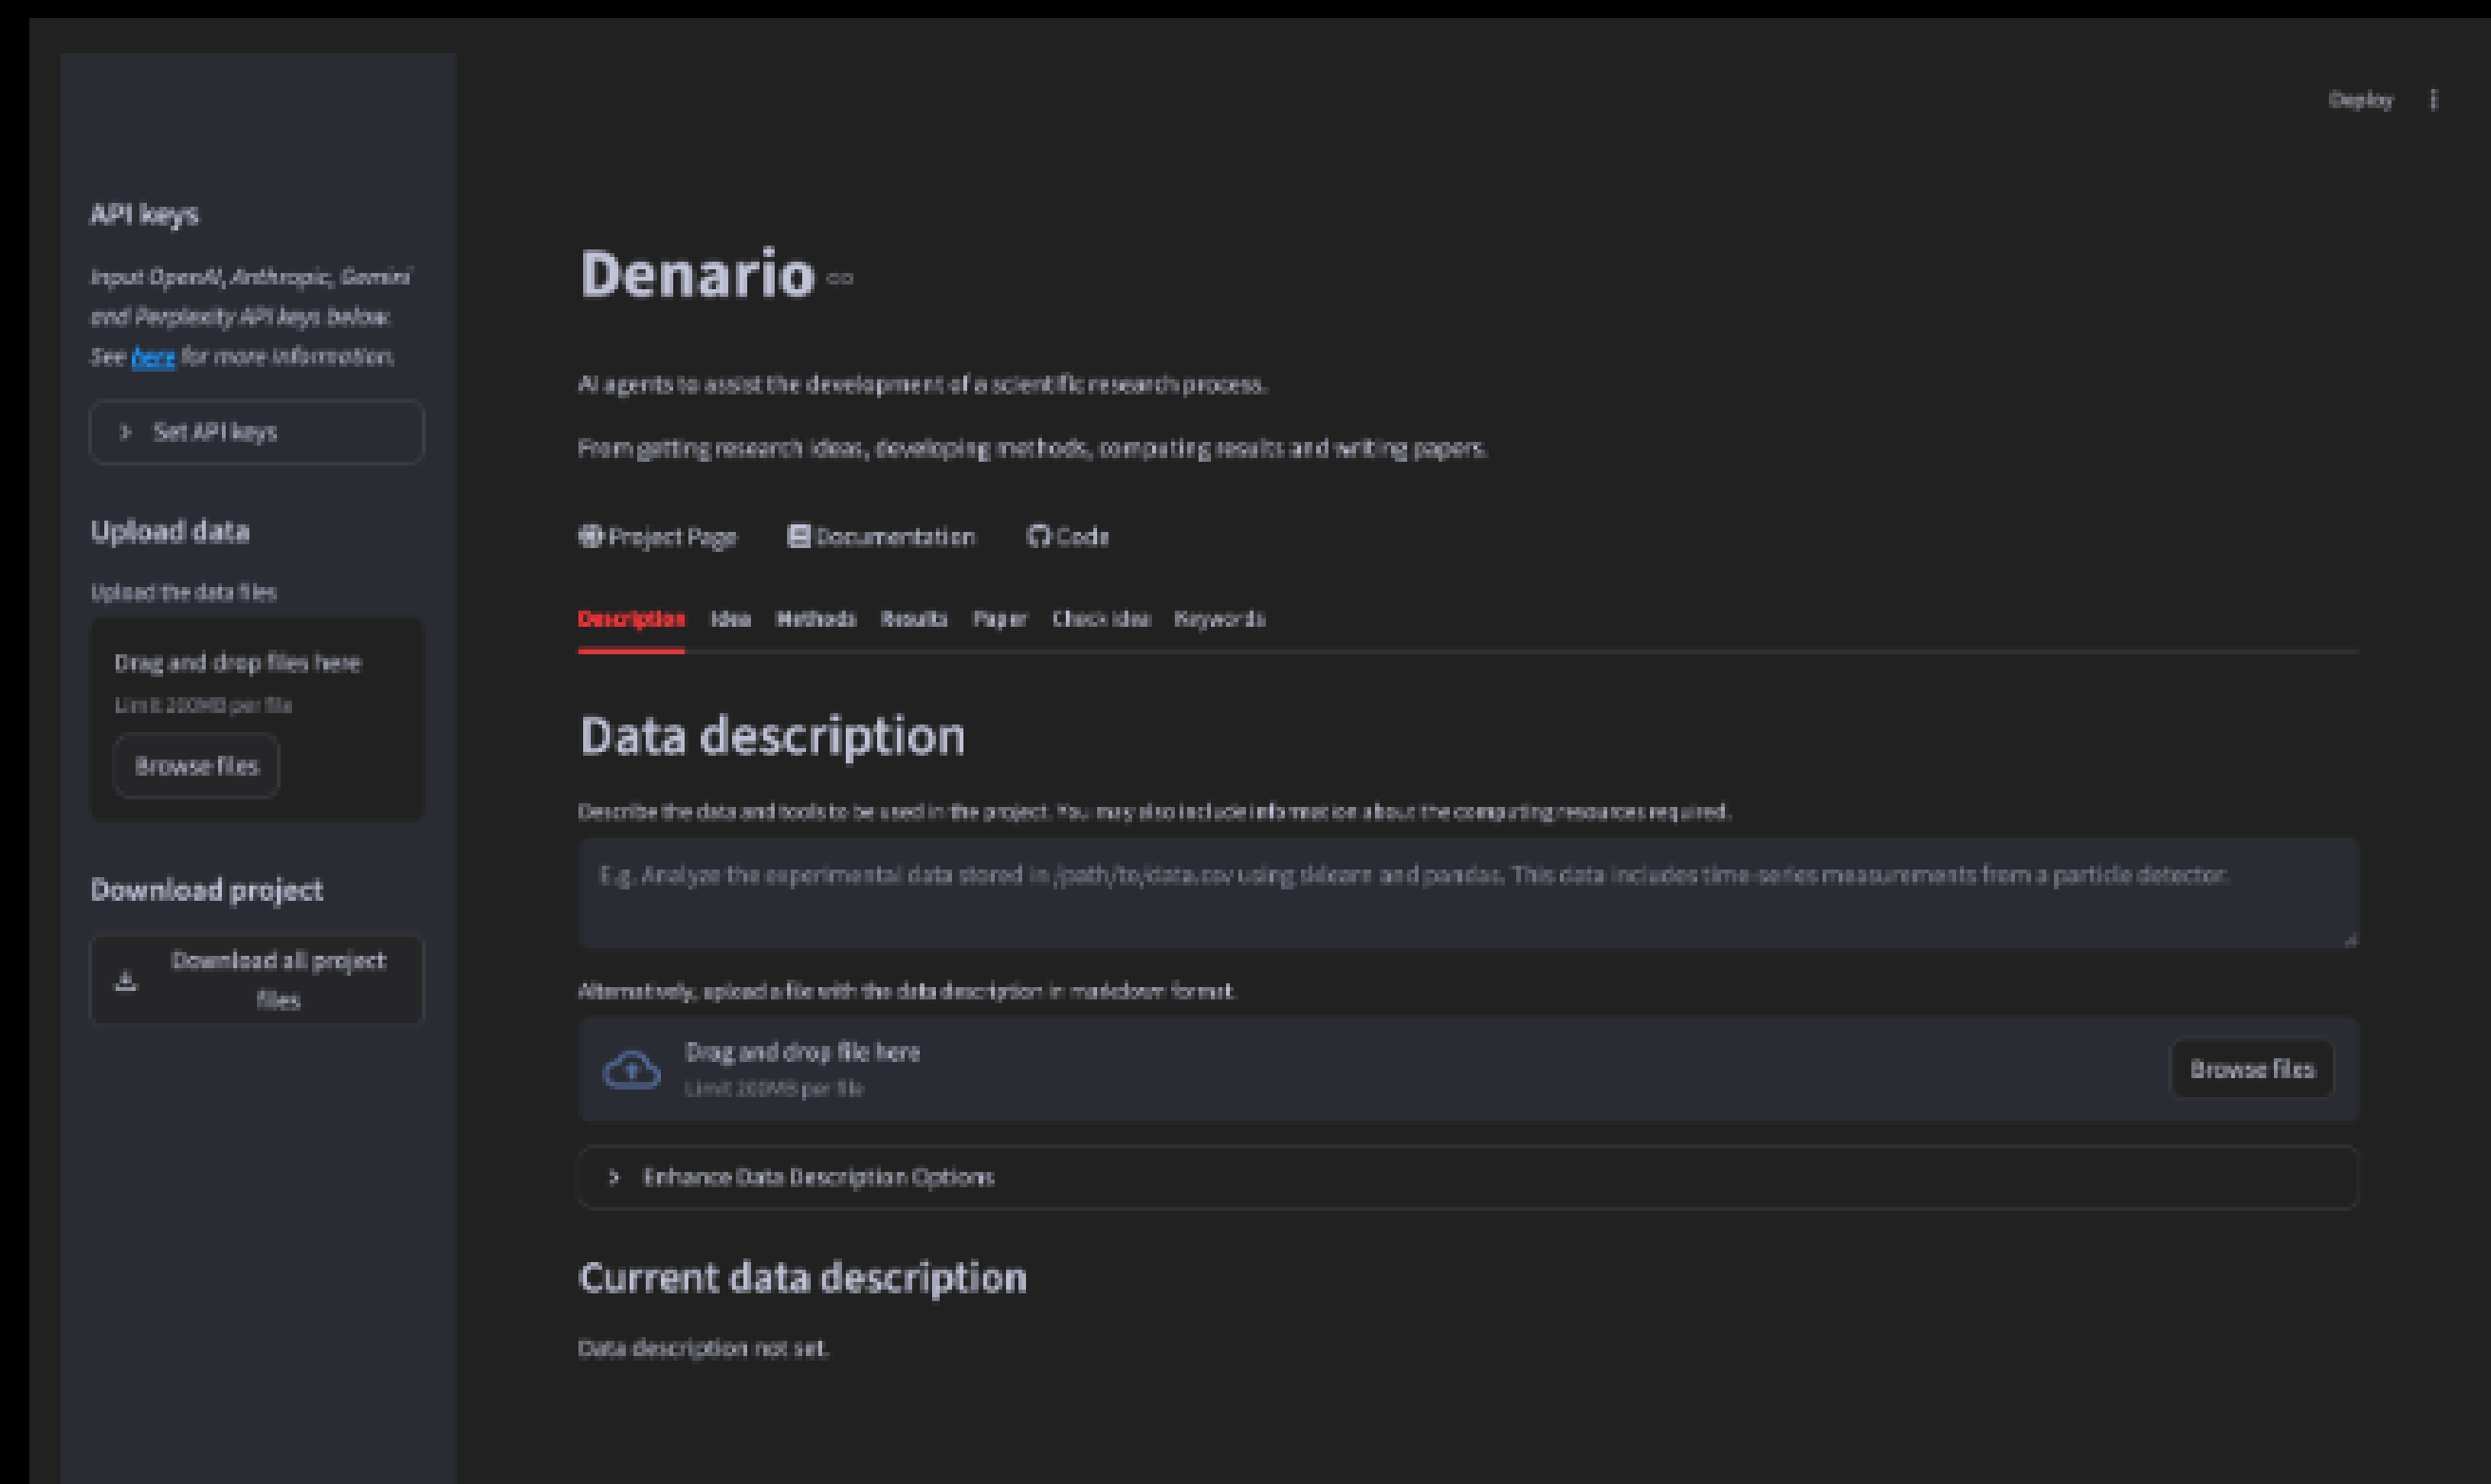 Deploy
API keys
Input OpenAI, Anthropic, Gemini
and Perplexity API keys below.
See here for more information.
Set API keys
Upload data
Upload the data files
Drag and drop files here
Limit 200MB per file
Browse files
Download project
Download all project
files
Denario
AI agents to assist the development of a scientific research process.
From getting research ideas, developing methods, computing results and writing papers.
Project Page Documentation Code
Description Idea Methods Results Paper Check idea Keywords
Data description
Describe the data and tools to be used in the project. You may also include information about the computing resources required.
E.g. Analyze the experimental data stored in /path/to/data.csv using sklearn and pandas. This data includes time-series measurements from a particle detector.
Alternatively, upload a file with the data description in markdown format.
Drag and drop file here
Limit 200MB per file
Browse files
Enhance Data Description Options
Current data description
Data description not set.